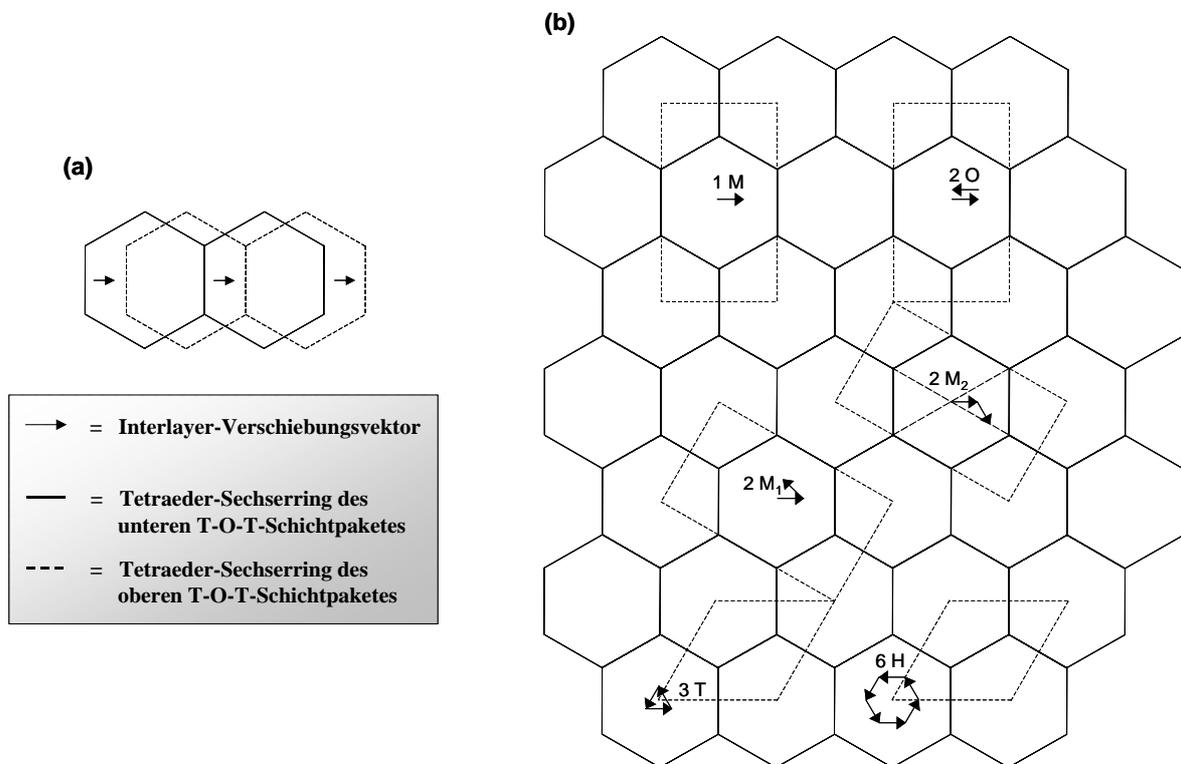 (b)
(a)
1 M
2 O
2 M₂
2 M₁
3 T
6 H
= Interlayer-Verschiebungsvektor
= Tetraeder-Sechserring des
unteren T-O-T-Schichtpaketes
= Tetraeder-Sechserring des
oberen T-O-T-Schichtpaketes